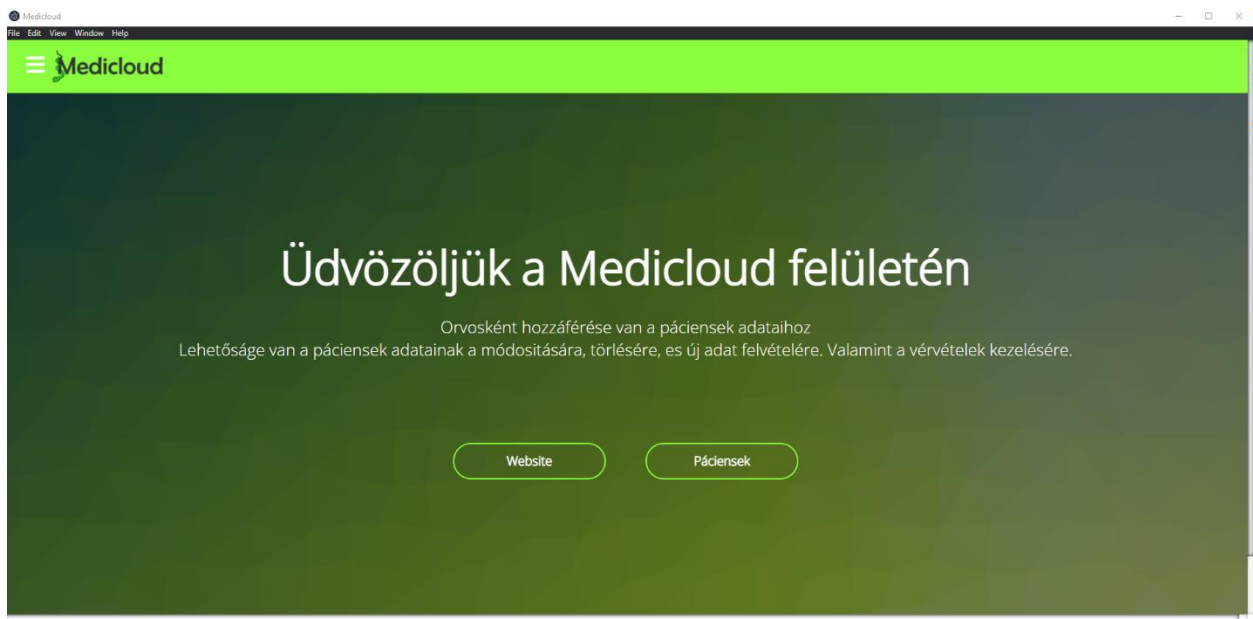 Medicloud
File Edit View Window Help
Medicloud
Üdvözöljük a Medicloud felületén
Orvosként hozzáférése van a páciensek adataihoz
Lehetősége van a páciensek adatainak a módositására, törlésére, es új adat felvételére. Valamint a vérvételek kezelésére.
Website Páciensek